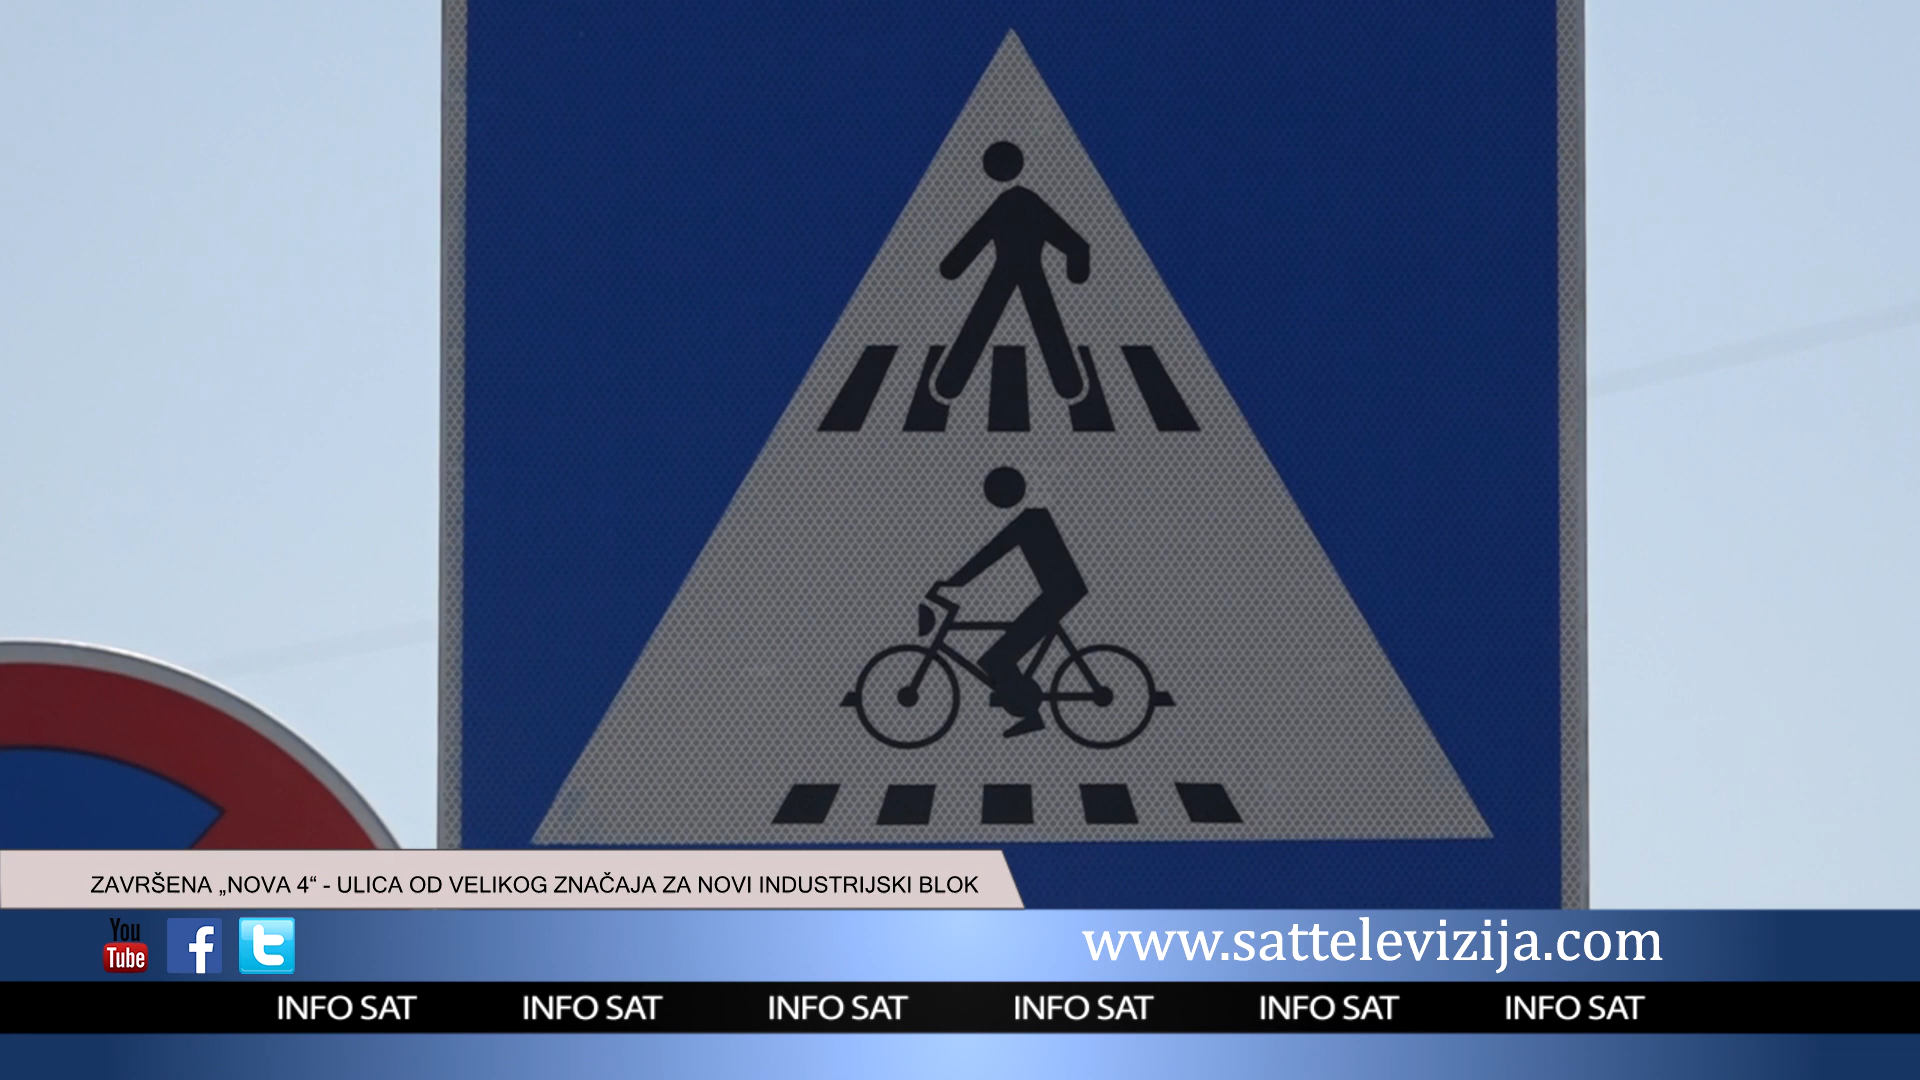 ZAVRŠENA „NOVA 4“ - ULICA OD VELIKOG ZNAČAJA ZA NOVI INDUSTRIJSKI BLOK
You
Tube
f
t
www.sattelevizija.com
INFO SAT INFO SAT INFO SAT INFO SAT INFO SAT INFO SAT